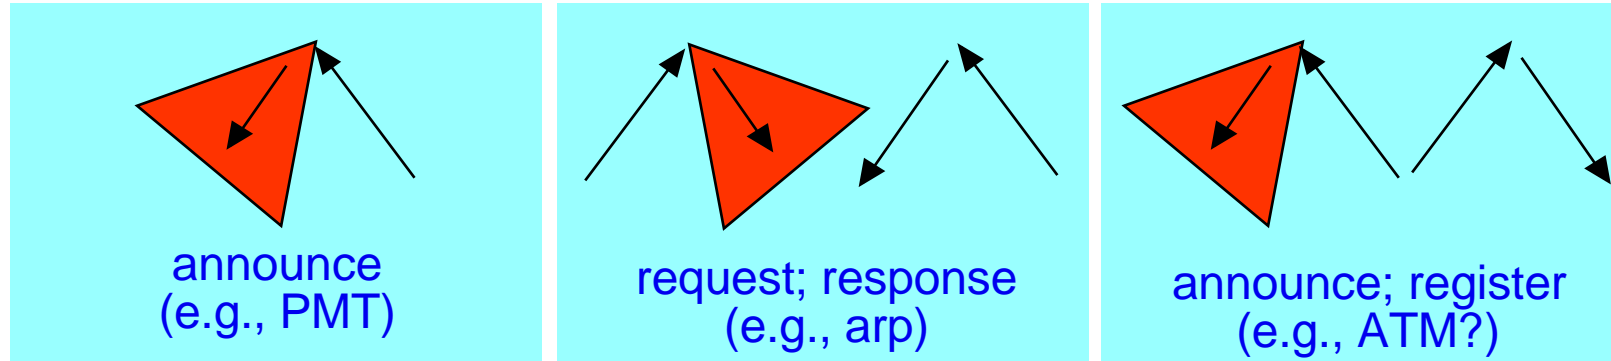 announce
(e.g., PMT)
request; response
(e.g., arp)
announce; register
(e.g., ATM?)